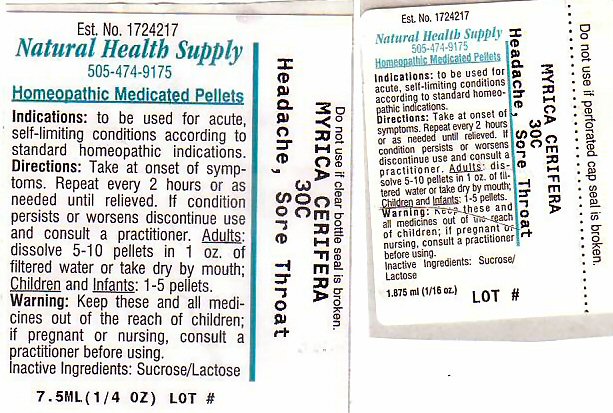 Est. No. 1724217
Natural Health Supply
505-474-9175
Homeopathic Medicated Pellets
Indications: to be used for acute,
self-limiting conditions according to
standard homeopathic indications.
Directions: Take at onset of symp-
toms. Repeat every 2 hours or as
needed until relieved. If condition
persists or worsens discontinue use
and consult a practitioner. Adults:
dissolve 5-10 pellets in 1 oz. of
filtered water or take dry by mouth;
Children and Infants: 1-5 pellets.
Warning: Keep these and all medi-
cines out of the reach of children;
if pregnant or nursing, consult a
practitioner before using.
Inactive Ingredients: Sucrose/Lactose
7.5ML(1/4 OZ) LOT #
Do not use if clear bottle seal is broken.
MYRICA CERIFERA
30C
Headache, Sore Throat
Est. No. 1724217
Natural Health Supply
505-474-9175
Homeopathic Medicated Pellets
Indications: to be used for
acute, self-limiting conditions
according to standard homeo-
pathic indications.
Directions: Take at onset of
symptoms. Repeat every 2 hours
or as needed until relieved. If
condition persists or worsens
discontinue use and consult a
practitioner. Adults: dis-
solve 5-10 pellets in 1 oz. of fil-
tered water or take dry by mouth;
Children and Infants: 1-5 pellets.
Warning: Keep these and
all medicines out of the reach
of children; if pregnant or
nursing, consult a practitioner
before using.
Inactive Ingredients: Sucrose/
Lactose
1.875 ml (1/16 oz.) LOT #
MYRICA CERIFERA
30C
Headache, Sore Throat
Do not use if perforated cap seal is broken.